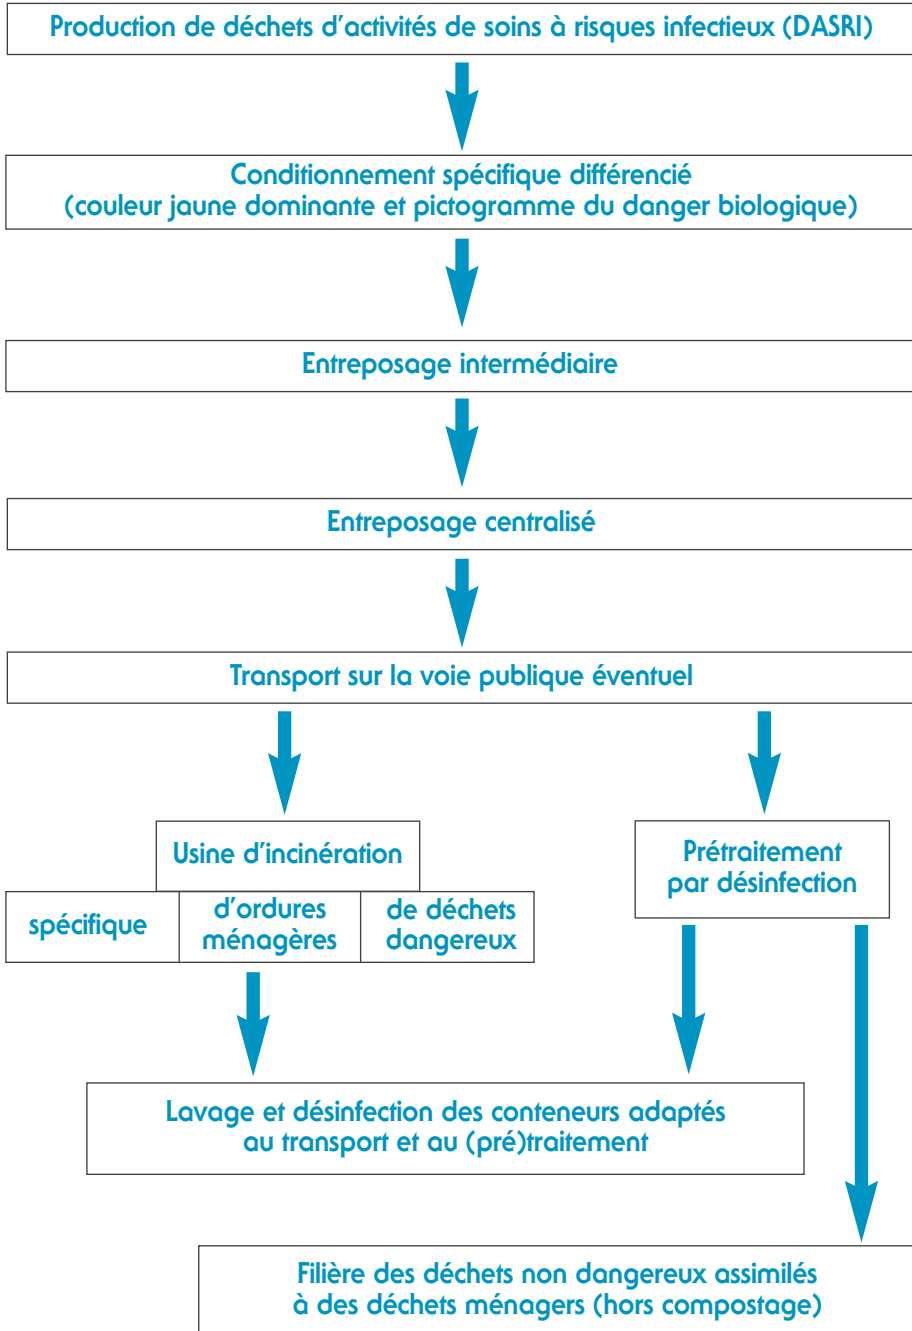 Production de déchets d'activités de soins à risques infectieux (DASRI)
Conditionnement spécifique différencié
(couleur jaune dominante et pictogramme du danger biologique)
Entreposage intermédiaire
Entreposage centralisé
Transport sur la voie publique éventuel
Usine d'incinération
spécifique
d'ordures
ménagères
de déchets
dangereux
Prétraitement
par désinfection
Lavage et désinfection des conteneurs adaptés
au transport et au (pré)traitement
Filière des déchets non dangereux assimilés
à des déchets ménagers (hors compostage)